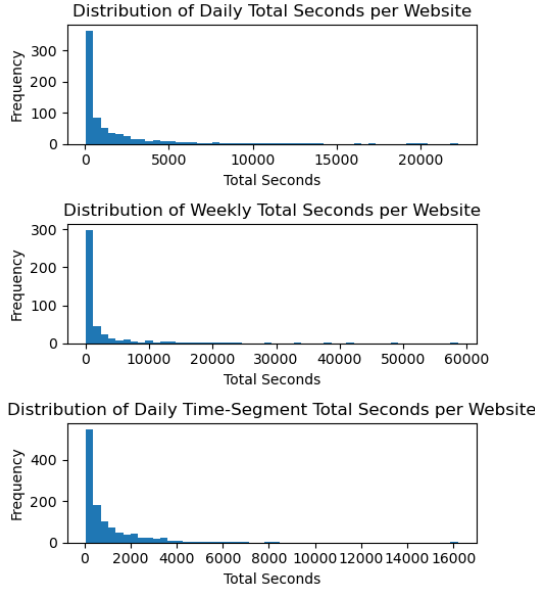 Distribution of Daily Total Seconds per Website
Frequency
300
200
100
0
0 5000 10000 15000 20000
Total Seconds
Distribution of Weekly Total Seconds per Website
Frequency
300
200
100
0
0 10000 20000 30000 40000 50000 60000
Total Seconds
Distribution of Daily Time-Segment Total Seconds per Website
Frequency
400
200
0
0 2000 4000 6000 8000 10000 12000 14000 16000
Total Seconds